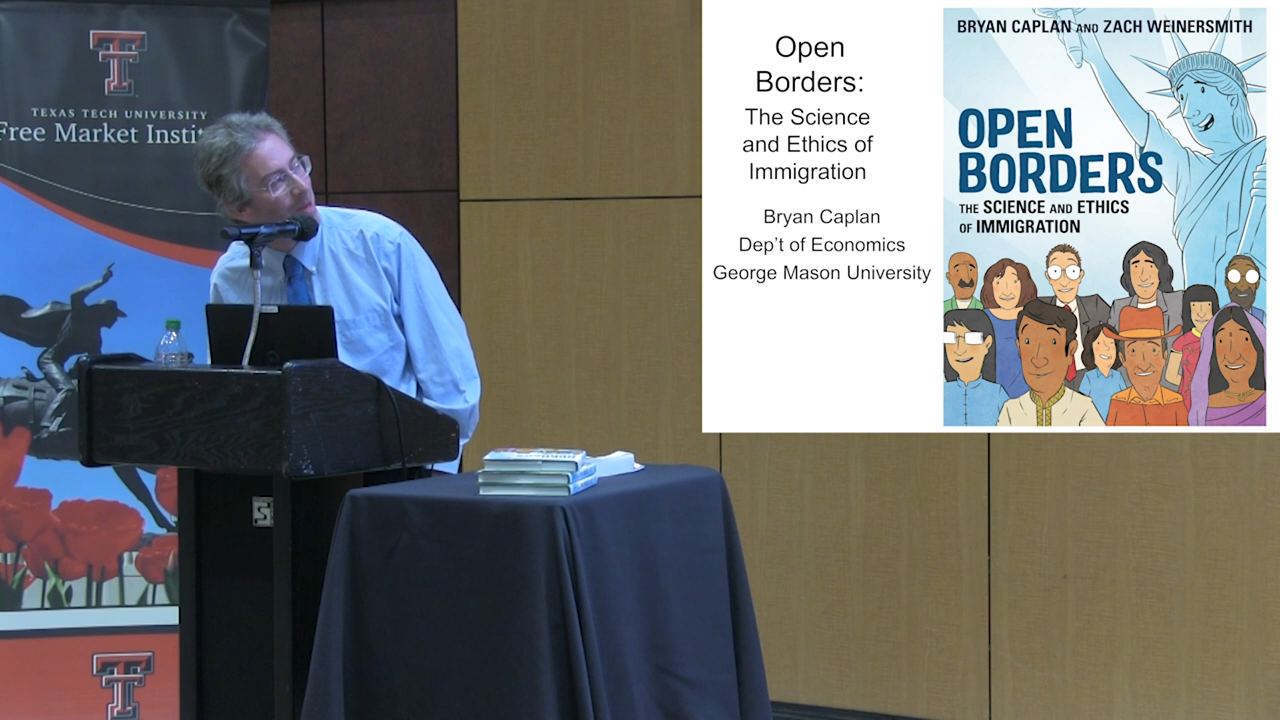 TEXAS TECH UNIVERSITY
Free Market Instit
Open
Borders:
The Science
and Ethics of
Immigration
Bryan Caplan
Dep't of Economics
George Mason University
BRYAN CAPLAN AND ZACH WEINERSMITH
OPEN
BORDERS
THE SCIENCE AND ETHICS
OF IMMIGRATION